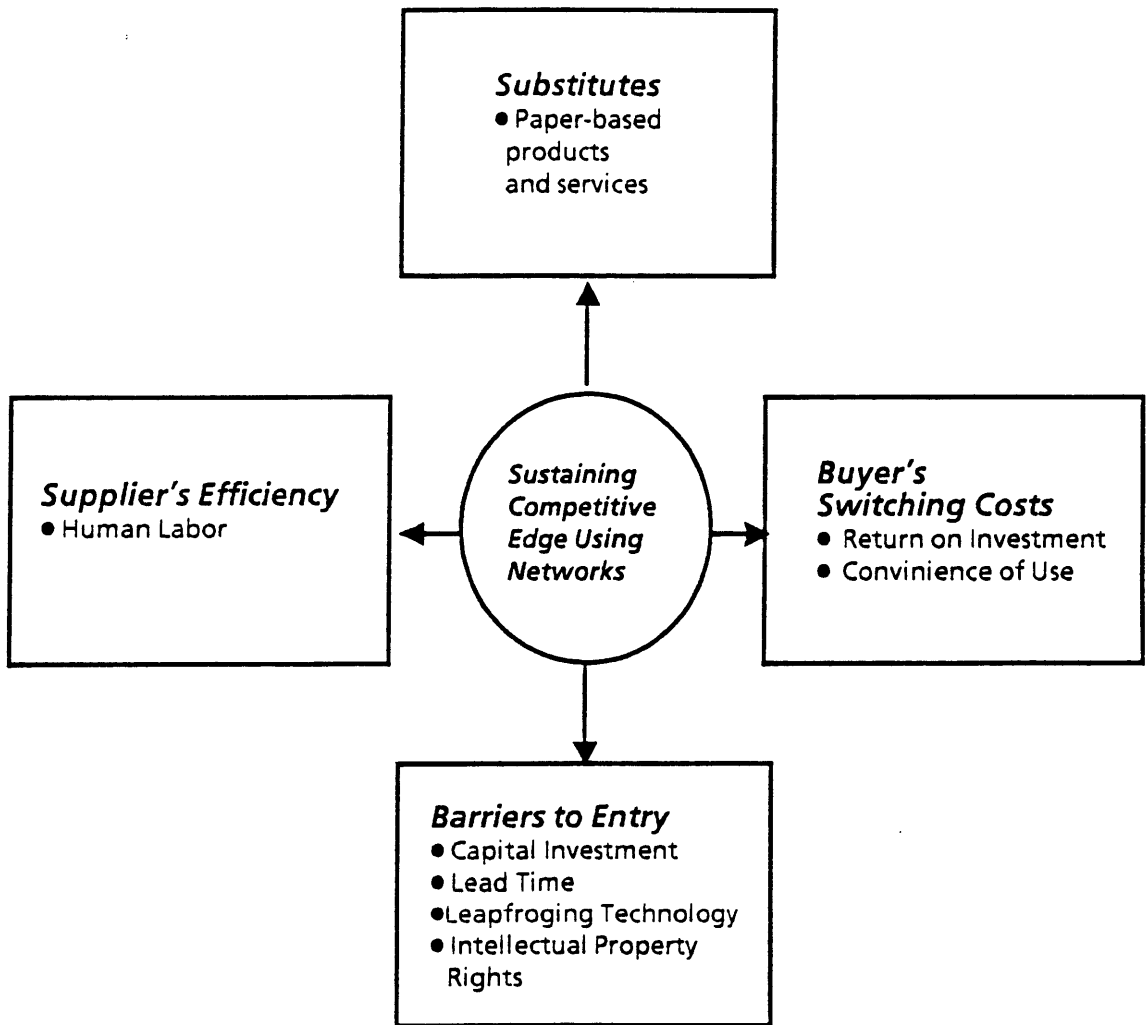 Substitutes
● Paper-based
products
and services
Supplier's Efficiency
● Human Labor
Sustaining
Competitive
Edge Using
Networks
Buyer's
Switching Costs
● Return on Investment
● Convinience of Use
Barriers to Entry
● Capital Investment
● Lead Time
●Leapfroging Technology
● Intellectual Property
Rights